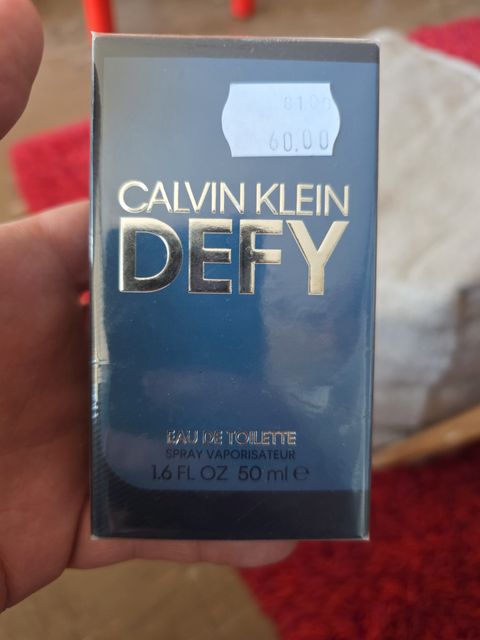 81.00
60.00
CALVIN KLEIN
DEFY
EAU DE TOILETTE
SPRAY VAPORISATEUR
1.6 FL OZ 50 ml ℮